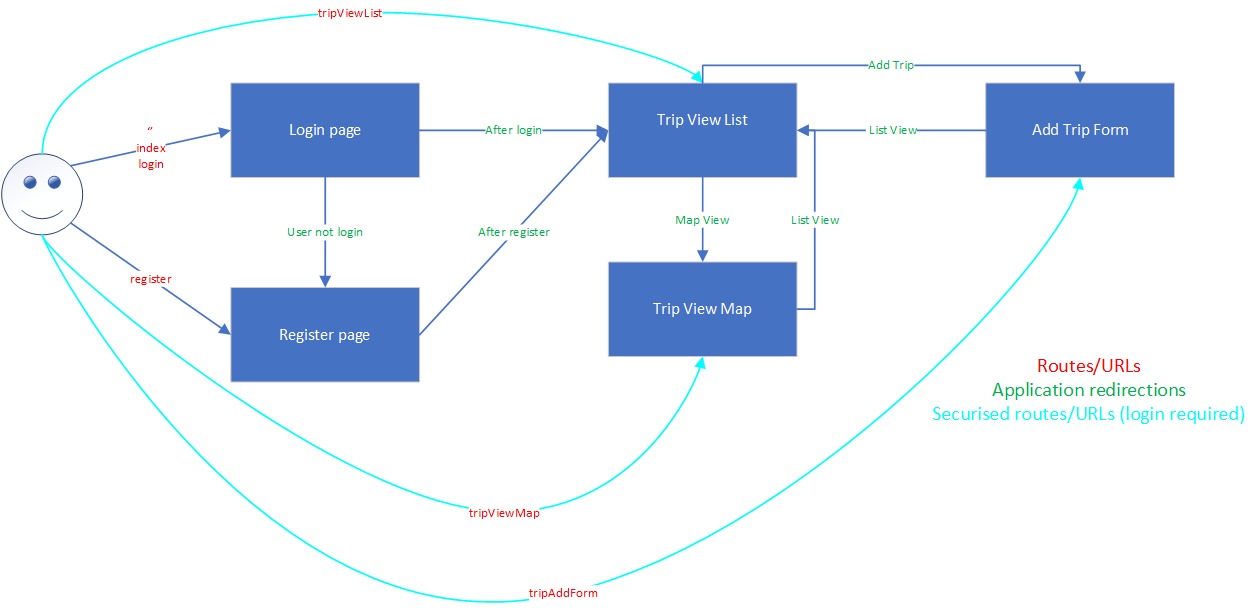 tripViewList
Add Trip
‘’
index
login
Login page
After login
Trip View List
List View
Add Trip Form
User not login
After register
Map View
List View
register
Register page
Trip View Map
Routes/URLs
Application redirections
Securised routes/URLs (login required)
tripViewMap
tripAddForm